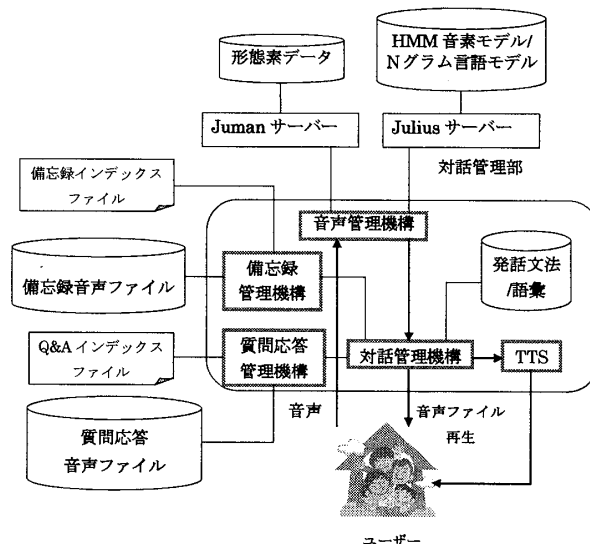 形態素データ
HMM 音素モデル/
Nグラム言語モデル
Juman サーバー
Julius サーバー
対話管理部
備忘録インデックス
ファイル
音声管理機構
備忘録音声ファイル
備忘録
管理機構
発話文法
/語彙
Q&A インデックス
ファイル
質問応答
管理機構
対話管理機構
TTS
音声
音声ファイル
再生
質問応答
音声ファイル
ユーザー